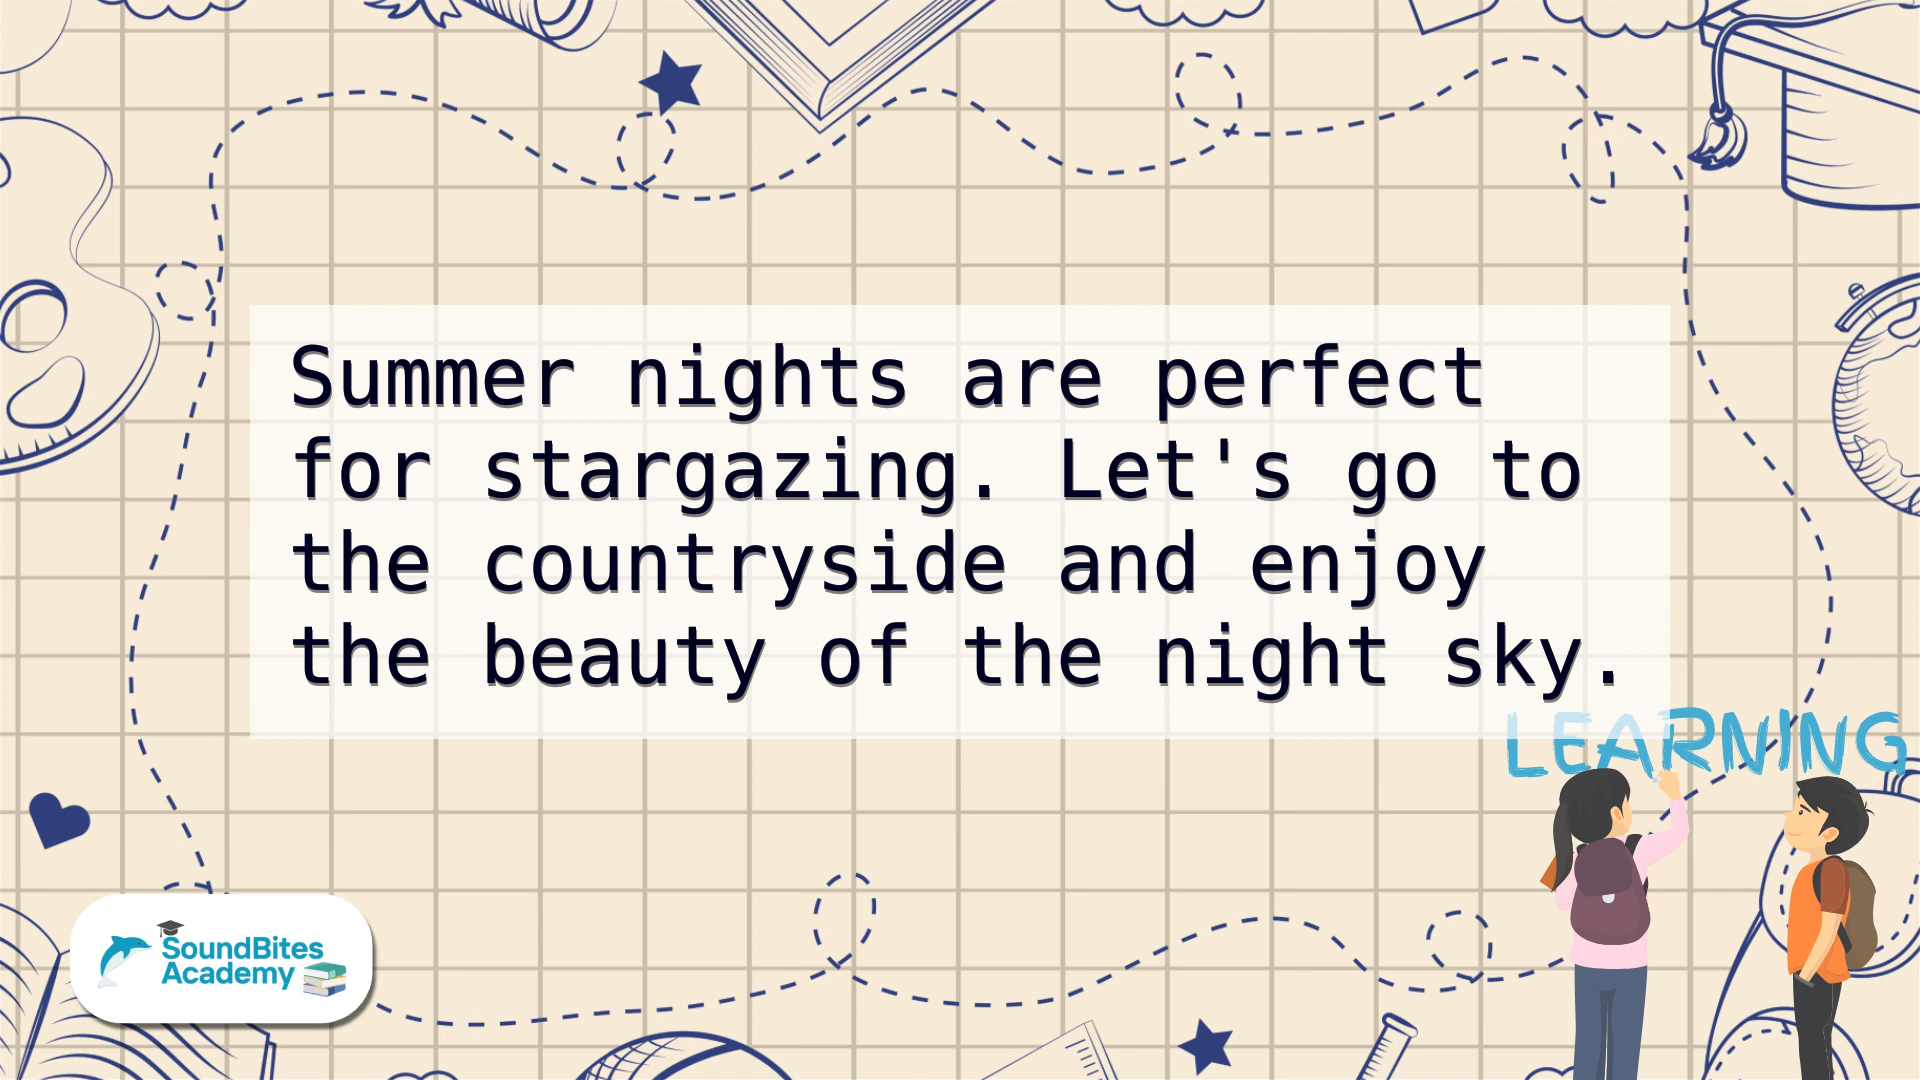 Summer nights are perfect
for stargazing. Let's go to
the countryside and enjoy
the beauty of the night sky.
LEARNING
SoundBites
Academy